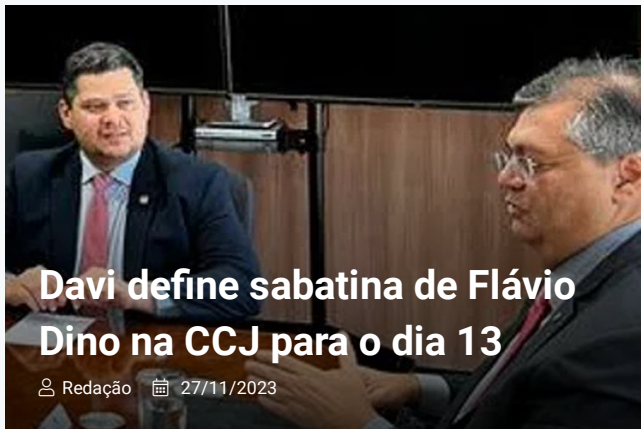 Davi define sabatina de Flávio
Dino na CCJ para o dia 13
Redação 27/11/2023